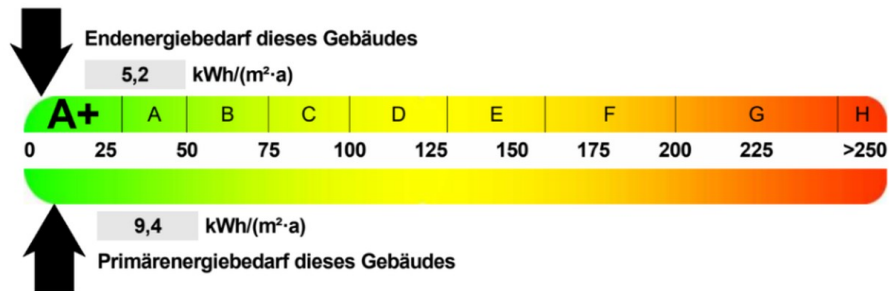 Endenergiebedarf dieses Gebäudes
5,2 kWh/(m²·a)
A+ A B C D E F G H
0 25 50 75 100 125 150 175 200 225 >250
9,4 kWh/(m²·a)
Primärenergiebedarf dieses Gebäudes